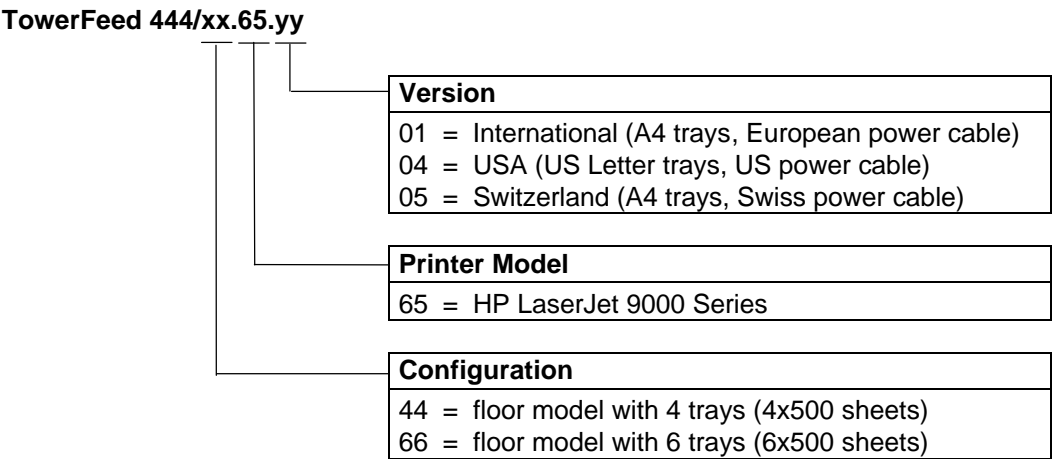 TowerFeed 444/xx.65.yy
Version
01 = International (A4 trays, European power cable)
04 = USA (US Letter trays, US power cable)
05 = Switzerland (A4 trays, Swiss power cable)
Printer Model
65 = HP LaserJet 9000 Series
Configuration
44 = floor model with 4 trays (4x500 sheets)
66 = floor model with 6 trays (6x500 sheets)